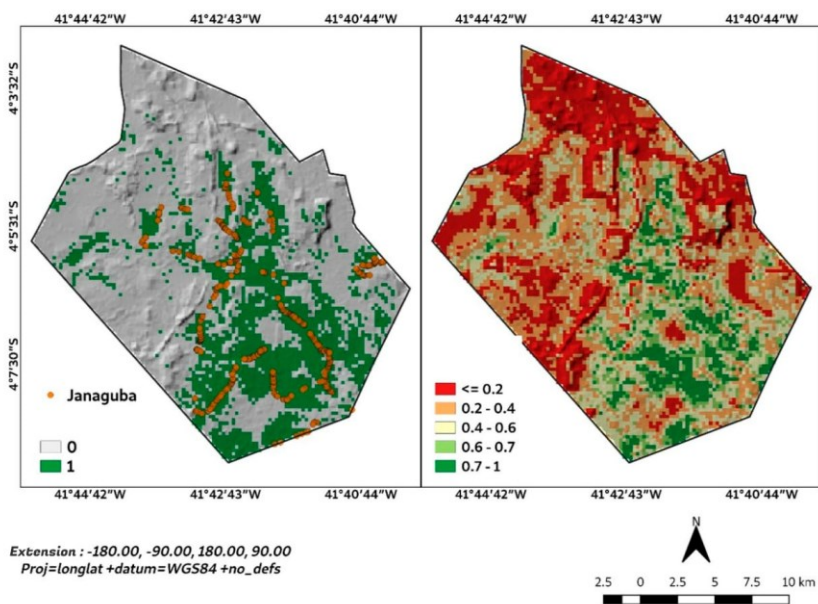 41°44'42"W 41°42'43"W 41°40'44"W 41°44'42"W 41°42'43"W 41°40'44"W
4°3'32"S
4°5'31"S
4°7'30"S
Janaguba
0
1
<= 0.2
0.2 - 0.4
0.4 - 0.6
0.6 - 0.7
0.7 - 1
41°44'42"W 41°42'43"W 41°40'44"W 41°44'42"W 41°42'43"W 41°40'44"W
Extension : -180.00, -90.00, 180.00, 90.00
Proj=longlat +datum=WGS84 +no_defs
N
2.5 0 2.5 5 7.5 10 km